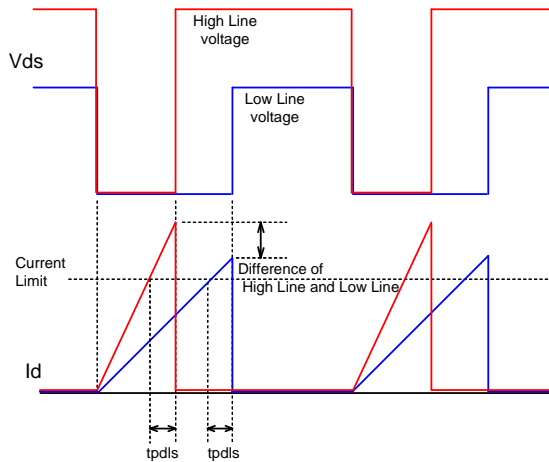 High Line
voltage
Vds
Low Line
voltage
Current
Limit
Difference of
High Line and Low Line
Id
tpdls
tpdls